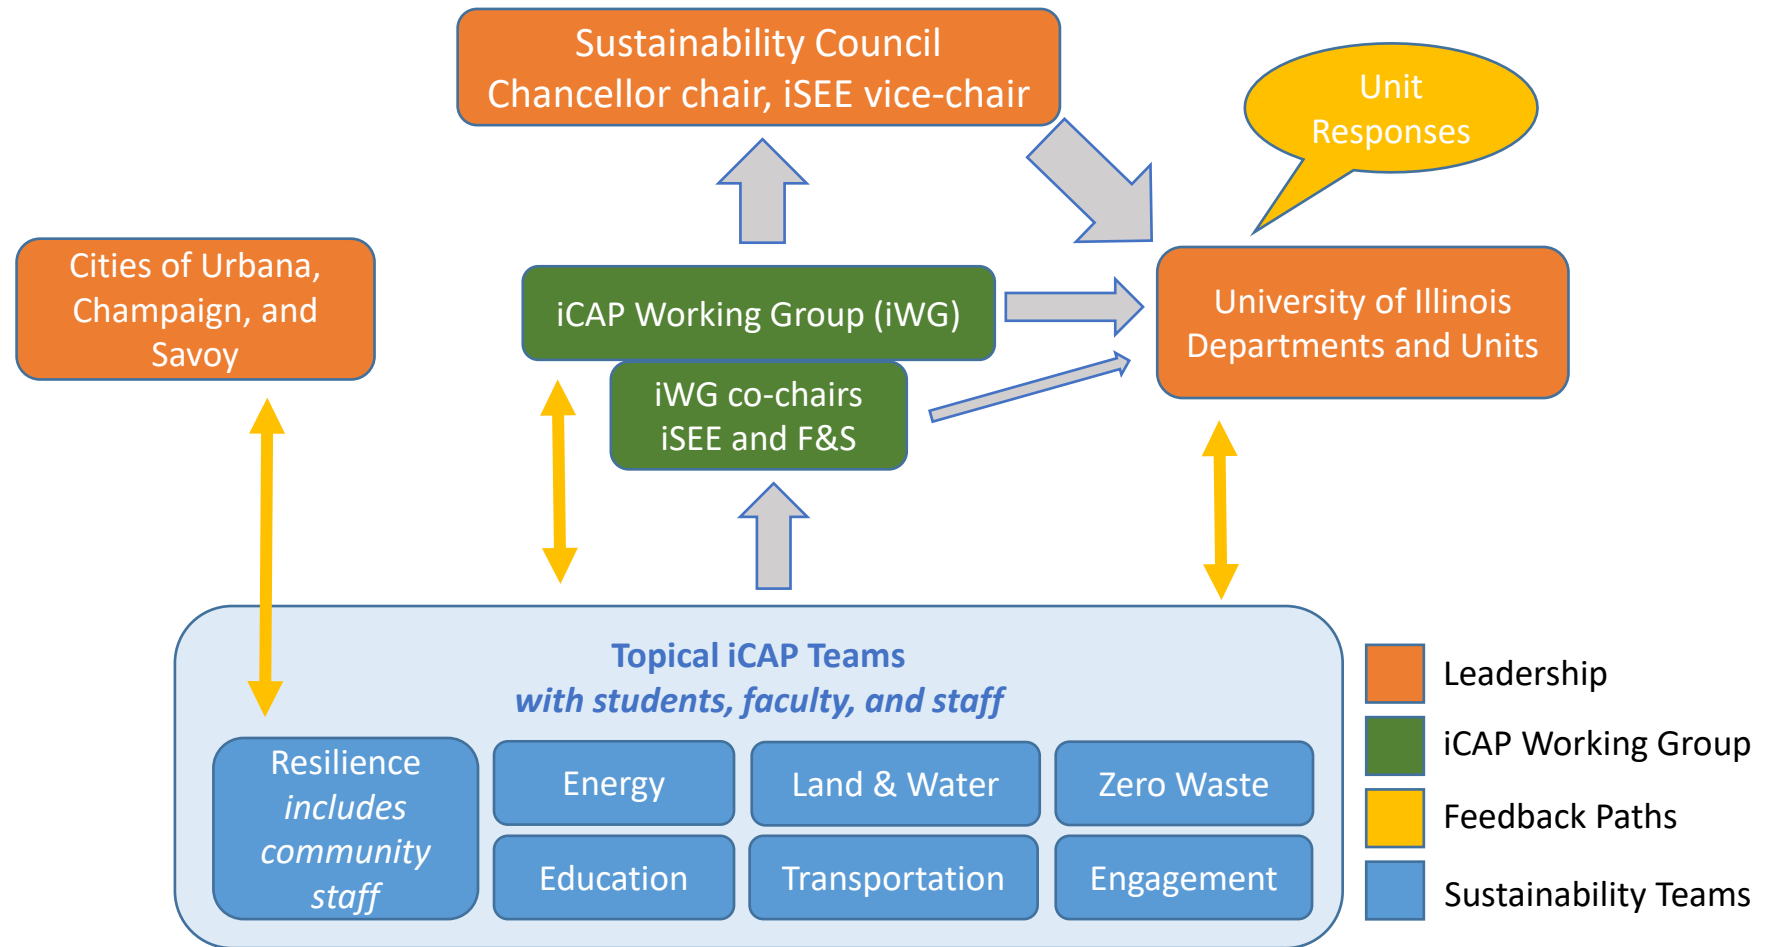 Sustainability Council
Chancellor chair, iSEE vice-chair
Unit
Responses
Cities of Urbana,
Champaign, and
Savoy
iCAP Working Group (iWG)
iWG co-chairs
iSEE and F&S
University of Illinois
Departments and Units
Topical iCAP Teams
with students, faculty, and staff
Resilience
includes
community
staff
Energy
Land & Water
Zero Waste
Education
Transportation
Engagement
Leadership
iCAP Working Group
Feedback Paths
Sustainability Teams